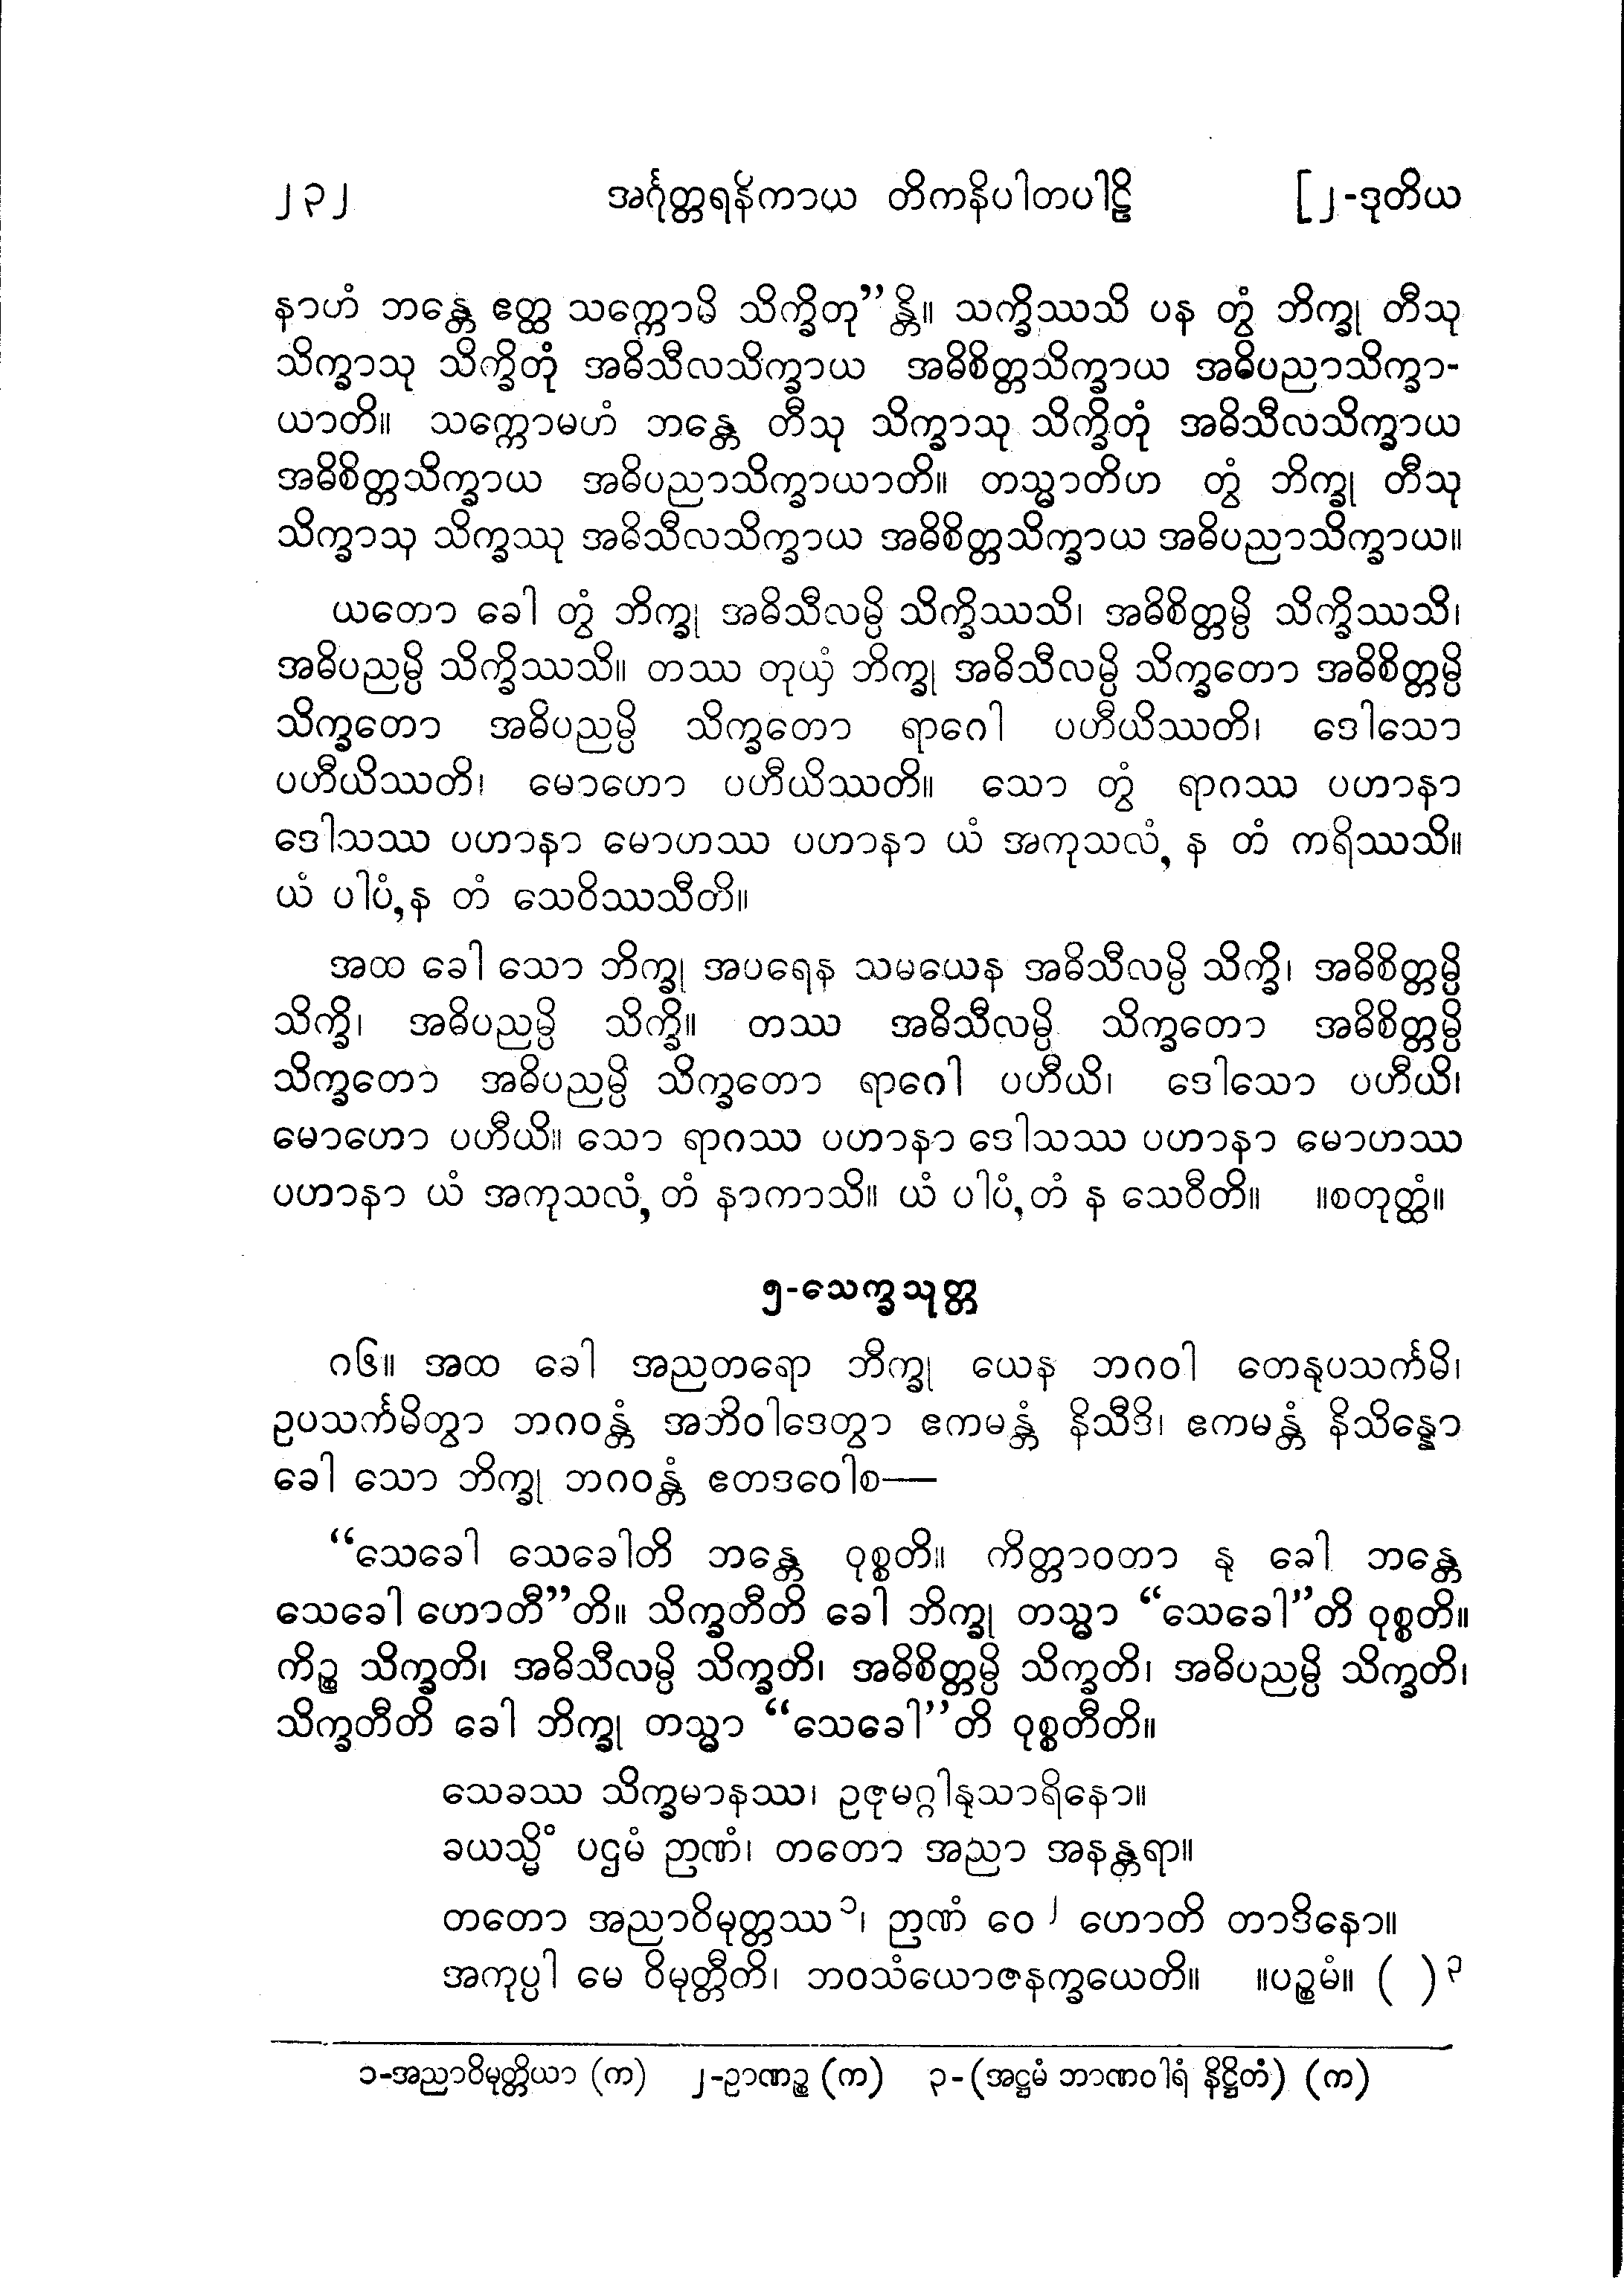 ၂၃၂ အင်္ဂုတ္တရနိကာယ တိကနိပါတပါဠိ [၂-ဒုတိယ
နာဟံ ဘန္တေ ဧတ္ထ သက္ကောမိ သိက္ခိတု”န္တိ။ သက္ခိဿသိ ပန တွံ ဘိက္ခု တီသု
သိက္ခာသု သိက္ခိတုံ အဓိသီလသိက္ခာယ အဓိစိတ္တသိက္ခာယ အဓိပညာသိက္ခာ-
ယာတိ။ သက္ကောမဟံ ဘန္တေ တီသု သိက္ခာသု သိက္ခိတုံ အဓိသီလသိက္ခာယ
အဓိစိတ္တသိက္ခာယ အဓိပညာသိက္ခာယာတိ။ တသ္မာတိဟ တွံ ဘိက္ခု တီသု
သိက္ခာသု သိက္ခဿု အဓိသီလသိက္ခာယ အဓိစိတ္တသိက္ခာယ အဓိပညာသိက္ခာယ။
ယတော ခေါ တွံ ဘိက္ခု အဓိသီလမ္ပိ သိက္ခိဿသိ၊ အဓိစိတ္တမ္ပိ သိက္ခိဿသိ၊
အဓိပညမ္ပိ သိက္ခိဿသိ။ တဿ တုယှံ ဘိက္ခု အဓိသီလမ္ပိ သိက္ခတော အဓိစိတ္တမ္ပိ
သိက္ခတော အဓိပညမ္ပိ သိက္ခတော ရာဂေါ ပဟီယိဿတိ၊ ဒေါသော
ပဟီယိဿတိ၊ မောဟော ပဟီယိဿတိ။ သော တွံ ရာဂဿ ပဟာနာ
ဒေါသဿ ပဟာနာ မောဟဿ ပဟာနာ ယံ အကုသလံ, န တံ ကရိဿသိ။
ယံ ပါပံ,န တံ သေဝိဿသီတိ။
အထ ခေါ သော ဘိက္ခု အပရေန သမယေန အဓိသီလမ္ပိ သိက္ခိ၊ အဓိစိတ္တမ္ပိ
သိက္ခိ၊ အဓိပညမ္ပိ သိက္ခိ။ တဿ အဓိသီလမ္ပိ သိက္ခတော အဓိစိတ္တမ္ပိ
သိက္ခတော အဓိပညမ္ပိ သိက္ခတော ရာဂေါ ပဟီယိ၊ ဒေါသော ပဟီယိ၊
မောဟော ပဟီယိ။ သော ရာဂဿ ပဟာနာ ဒေါသဿ ပဟာနာ မောဟဿ
ပဟာနာ ယံ အကုသလံ, တံ နာကာသိ။ ယံ ပါပံ, တံ န သေဝီတိ။ ။စတုတ္ထံ။
၅-သေက္ခသုတ္တ
၈၆။ အထ ခေါ အညတရော ဘိက္ခု ယေန ဘဂဝါ တေနုပသင်္ကမိ၊
ဥပသင်္ကမိတွာ ဘဂဝန္တံ အဘိဝါဒေတွာ ဧကမန္တံ နိသီဒိ၊ ဧကမန္တံ နိသိန္နော
ခေါ သော ဘိက္ခု ဘဂဝန္တံ ဧတဒဝေါစ—
“သေခေါ သေခေါတိ ဘန္တေ ဝုစ္စတိ။ ကိတ္တာဝတာ နု ခေါ ဘန္တေ
သေခေါ ဟောတီ”တိ။ သိက္ခတီတိ ခေါ ဘိက္ခု တသ္မာ “သေခေါ”တိ ဝုစ္စတိ။
ကိဉ္စ သိက္ခတိ၊ အဓိသီလမ္ပိ သိက္ခတိ၊ အဓိစိတ္တမ္ပိ သိက္ခတိ၊ အဓိပညမ္ပိ သိက္ခတိ၊
သိက္ခတီတိ ခေါ ဘိက္ခု တသ္မာ “သေခေါ”တိ ဝုစ္စတီတိ။
သေခဿ သိက္ခမာနဿ၊ ဥဇုမဂ္ဂါနုသာရိနော။
ခယသ္မိံ ပဌမံ ဉာဏံ၊ တတော အညာ အနန္တရာ။
တတော အညာဝိမုတ္တဿ ၁၊ ဉာဏံ ဝေ ၂ ဟောတိ တာဒိနော။
အကုပ္ပါ မေ ဝိမုတ္တီတိ၊ ဘဝသံယောဇနက္ခယေတိ။ ။ပဉ္စမံ။ ( ) ၃
၁-အညာဝိမုတ္တိယာ (က) ၂-ဉာဏဉ္စ (က) ၃-(အဋ္ဌမံ ဘာဏဝါရံ နိဋ္ဌိတံ) (က)